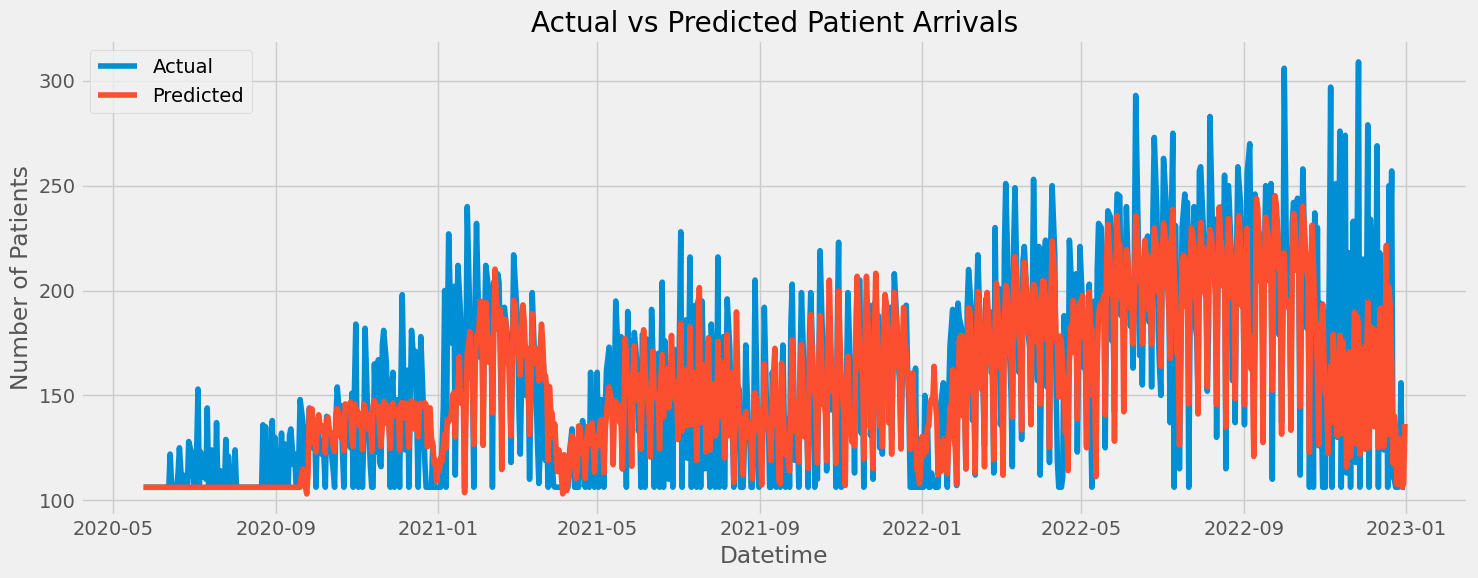 Actual vs Predicted Patient Arrivals
Actual
Predicted
Number of Patients
300
250
200
150
100
2020-05 2020-09 2021-01 2021-05 2021-09 2022-01 2022-05 2022-09 2023-01
Datetime